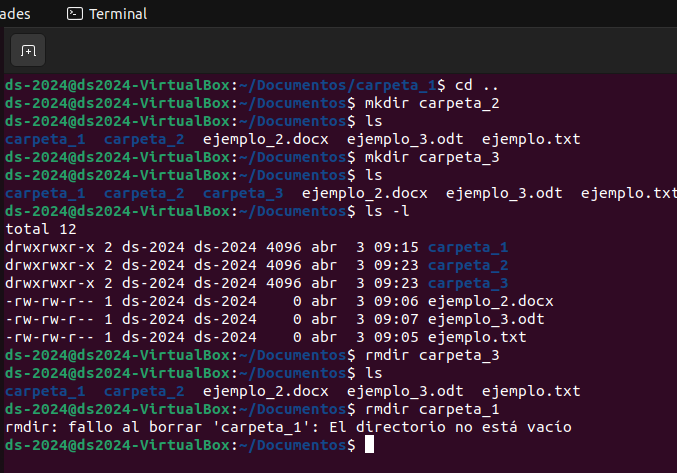 ades Terminal
ds-2024@ds2024-VirtualBox:~/Documentos/carpeta_1$ cd ..
ds-2024@ds2024-VirtualBox:~/Documentos$ mkdir carpeta_2
ds-2024@ds2024-VirtualBox:~/Documentos$ ls
carpeta_1  carpeta_2  ejemplo_2.docx  ejemplo_3.odt  ejemplo.txt
ds-2024@ds2024-VirtualBox:~/Documentos$ mkdir carpeta_3
ds-2024@ds2024-VirtualBox:~/Documentos$ ls
carpeta_1  carpeta_2  carpeta_3  ejemplo_2.docx  ejemplo_3.odt  ejemplo.txt
ds-2024@ds2024-VirtualBox:~/Documentos$ ls -l
total 12
drwxrwxr-x 2 ds-2024 ds-2024 4096 abr  3 09:15 carpeta_1
drwxrwxr-x 2 ds-2024 ds-2024 4096 abr  3 09:23 carpeta_2
drwxrwxr-x 2 ds-2024 ds-2024 4096 abr  3 09:23 carpeta_3
-rw-rw-r-- 1 ds-2024 ds-2024    0 abr  3 09:06 ejemplo_2.docx
-rw-rw-r-- 1 ds-2024 ds-2024    0 abr  3 09:07 ejemplo_3.odt
-rw-rw-r-- 1 ds-2024 ds-2024    0 abr  3 09:05 ejemplo.txt
ds-2024@ds2024-VirtualBox:~/Documentos$ rmdir carpeta_3
ds-2024@ds2024-VirtualBox:~/Documentos$ ls
carpeta_1  carpeta_2  ejemplo_2.docx  ejemplo_3.odt  ejemplo.txt
ds-2024@ds2024-VirtualBox:~/Documentos$ rmdir carpeta_1
rmdir: fallo al borrar 'carpeta_1': El directorio no está vacío
ds-2024@ds2024-VirtualBox:~/Documentos$